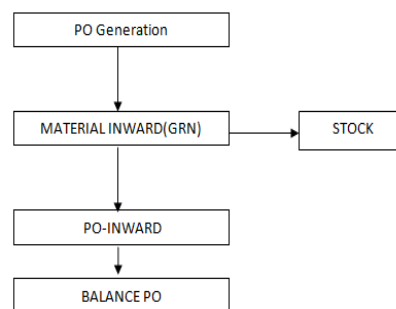 PO Generation
MATERIAL INWARD(GRN)
STOCK
PO-INWARD
BALANCE PO